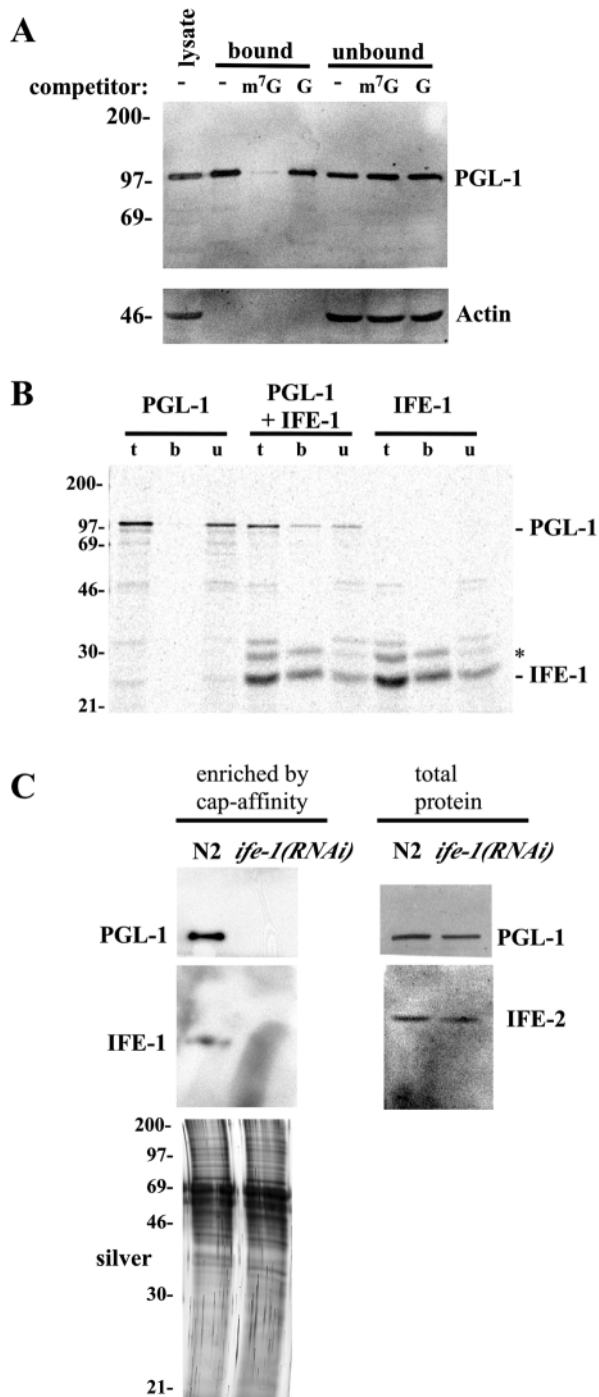 A
lysate
bound unbound
competitor: - - m⁷G G - m⁷G G
200-
97- PGL-1
69-
46- Actin
B
PGL-1 PGL-1 + IFE-1 IFE-1
t b u t b u t b u
200-
97- - PGL-1
69-
46-
30- *
- IFE-1
21-
C
enriched by cap-affinity
total protein
N2 ife-1(RNAi) N2 ife-1(RNAi)
PGL-1 PGL-1
IFE-1 IFE-2
200-
97-
69-
46-
silver
30-
21-